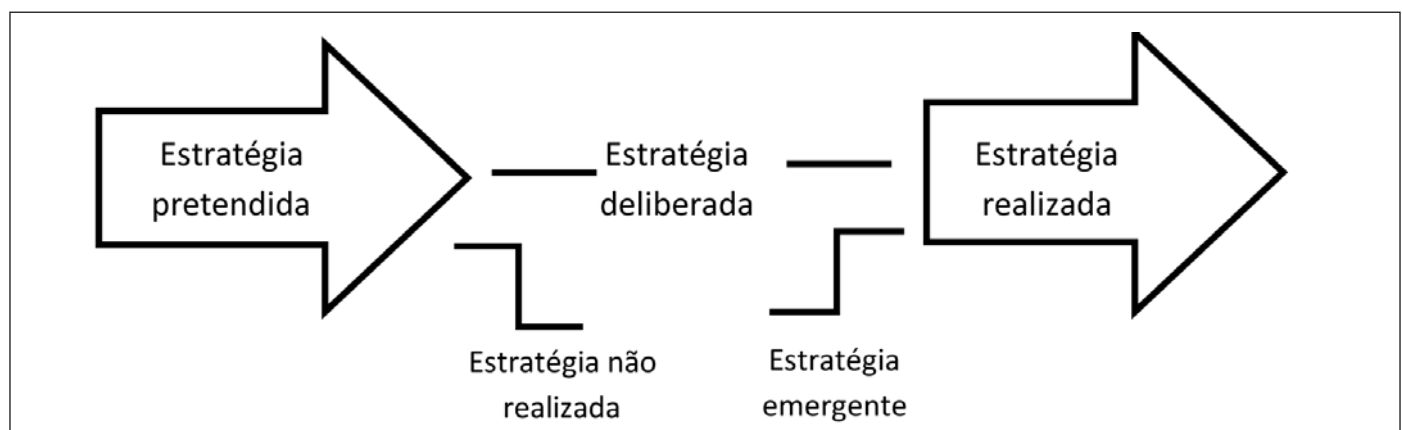 Estratégia
pretendida
Estratégia
deliberada
Estratégia
realizada
Estratégia não
realizada
Estratégia
emergente